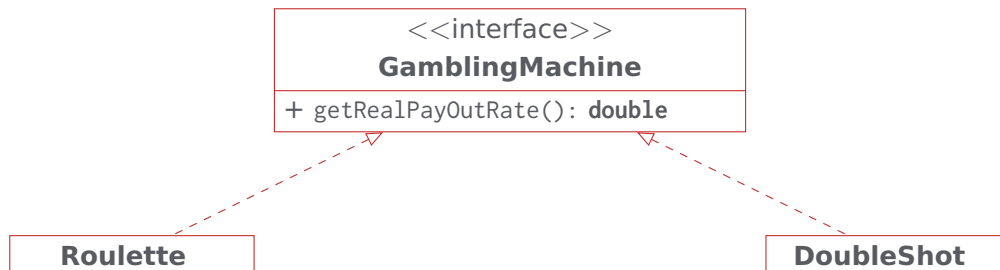 <<interface>>
GamblingMachine
+ getRealPayOutRate(): double
Roulette
DoubleShot